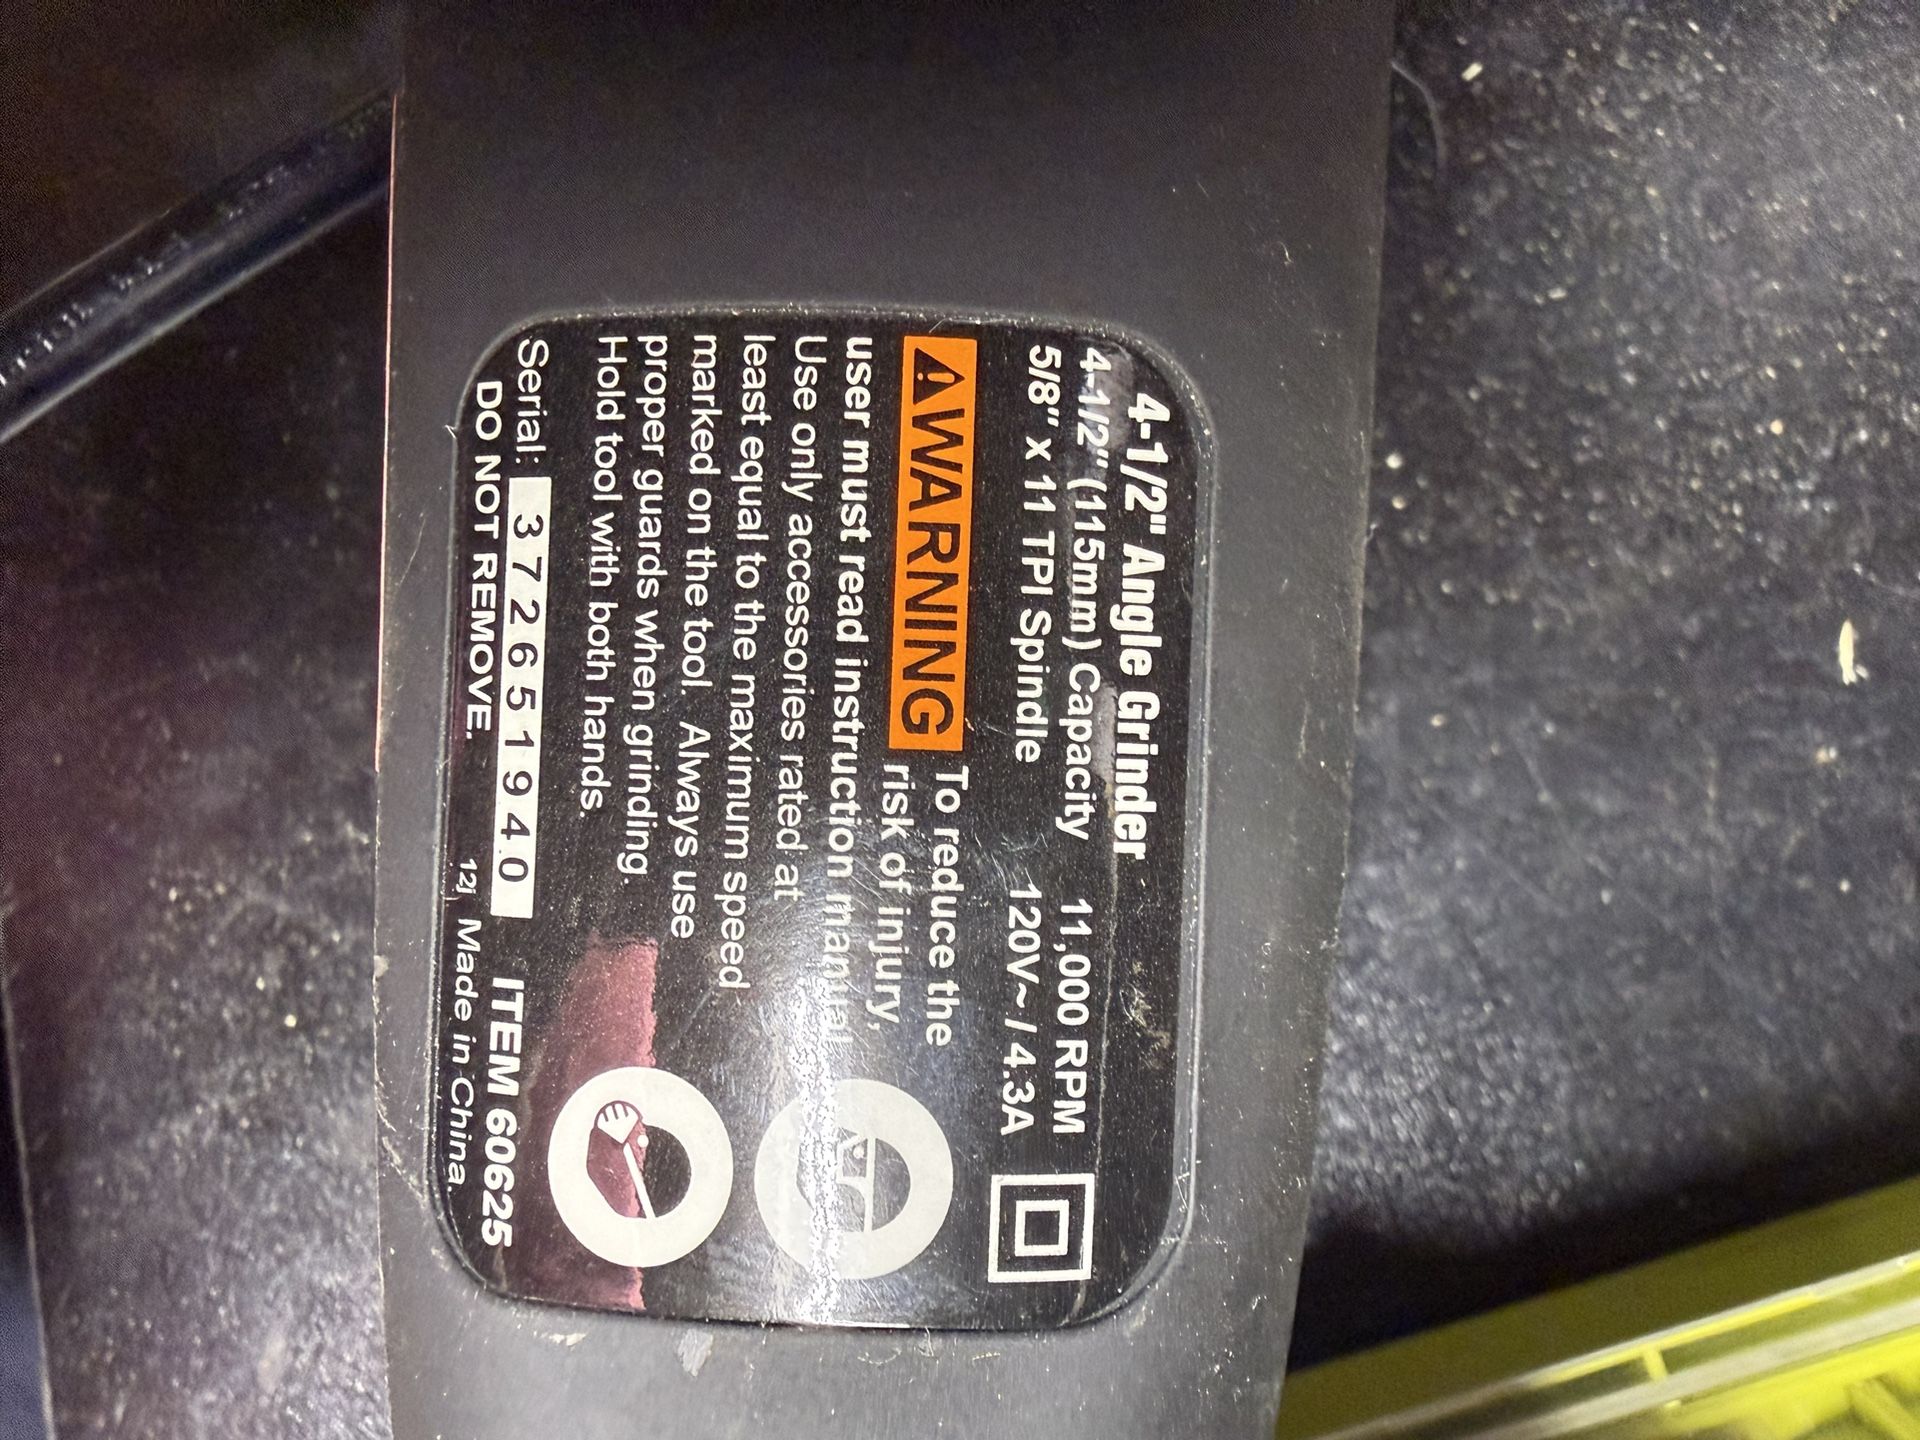 4-1/2" Angle Grinder
4-1/2" (115mm) Capacity 11,000 RPM
5/8" x 11 TPI Spindle 120V~ / 4.3A
WARNING To reduce the
risk of injury,
user must read instruction manual
Use only accessories rated at
least equal to the maximum speed
marked on the tool. Always use
proper guards when grinding.
Hold tool with both hands.
Serial: 372651940 ITEM 60625
DO NOT REMOVE. 12j Made in China.